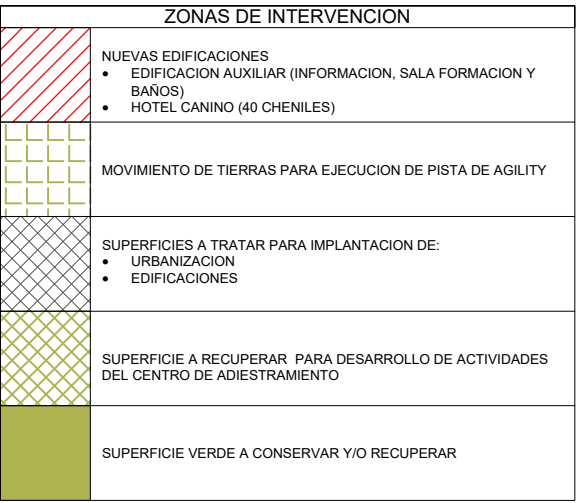 ZONAS DE INTERVENCION
NUEVAS EDIFICACIONES
• EDIFICACION AUXILIAR (INFORMACION, SALA FORMACION Y
BAÑOS)
• HOTEL CANINO (40 CHENILES)
MOVIMIENTO DE TIERRAS PARA EJECUCION DE PISTA DE AGILITY
SUPERFICIES A TRATAR PARA IMPLANTACION DE:
• URBANIZACION
• EDIFICACIONES
SUPERFICIE A RECUPERAR PARA DESARROLLO DE ACTIVIDADES
DEL CENTRO DE ADIESTRAMIENTO
SUPERFICIE VERDE A CONSERVAR Y/O RECUPERAR